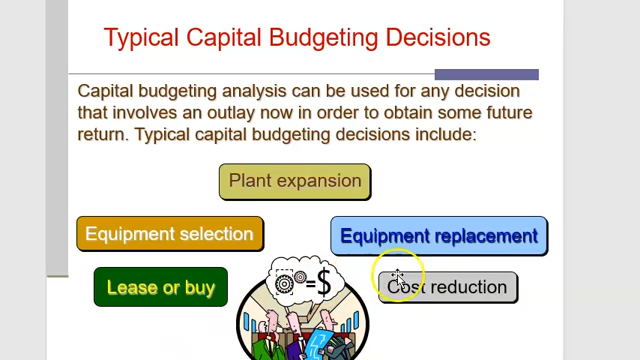 Typical Capital Budgeting Decisions
Capital budgeting analysis can be used for any decision
that involves an outlay now in order to obtain some future
return. Typical capital budgeting decisions include:
Plant expansion
Equipment selection
Equipment replacement
Lease or buy
=$
Cost reduction